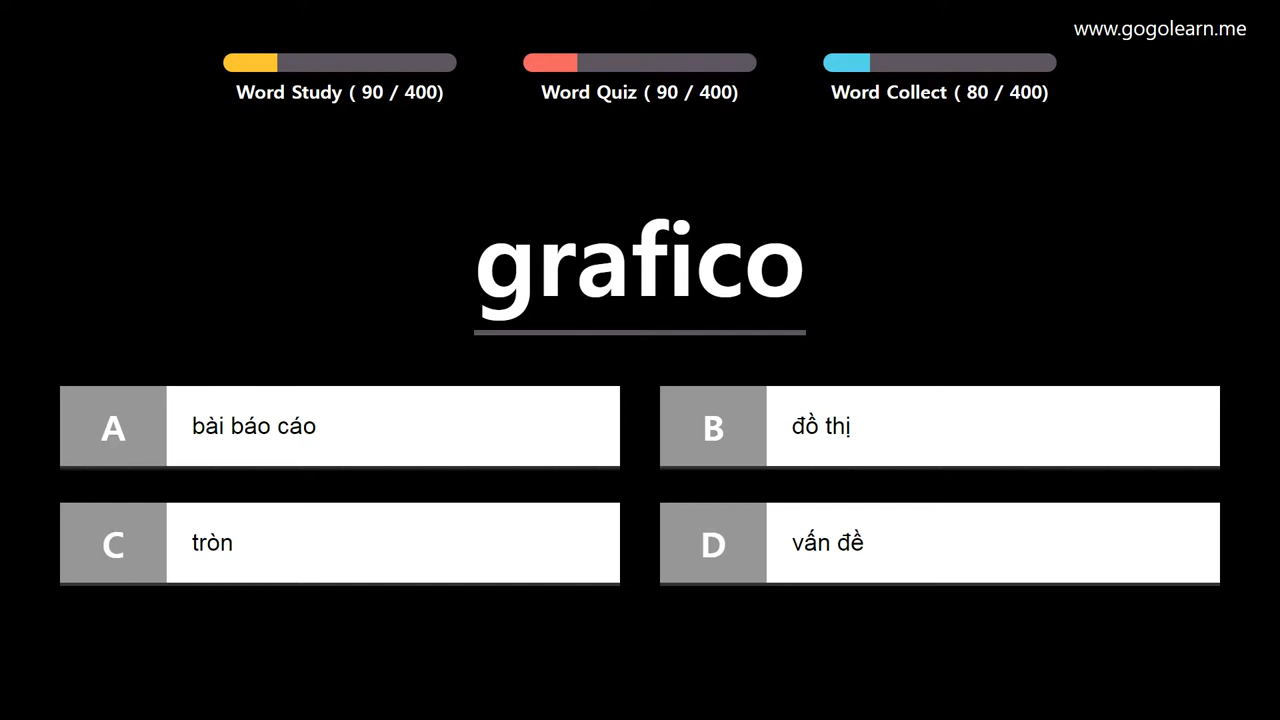 www.gogolearn.me
Word Study ( 90 / 400)
Word Quiz ( 90 / 400)
Word Collect ( 80 / 400)
grafico
A
bài báo cáo
B
đồ thị
C
tròn
D
vấn đề